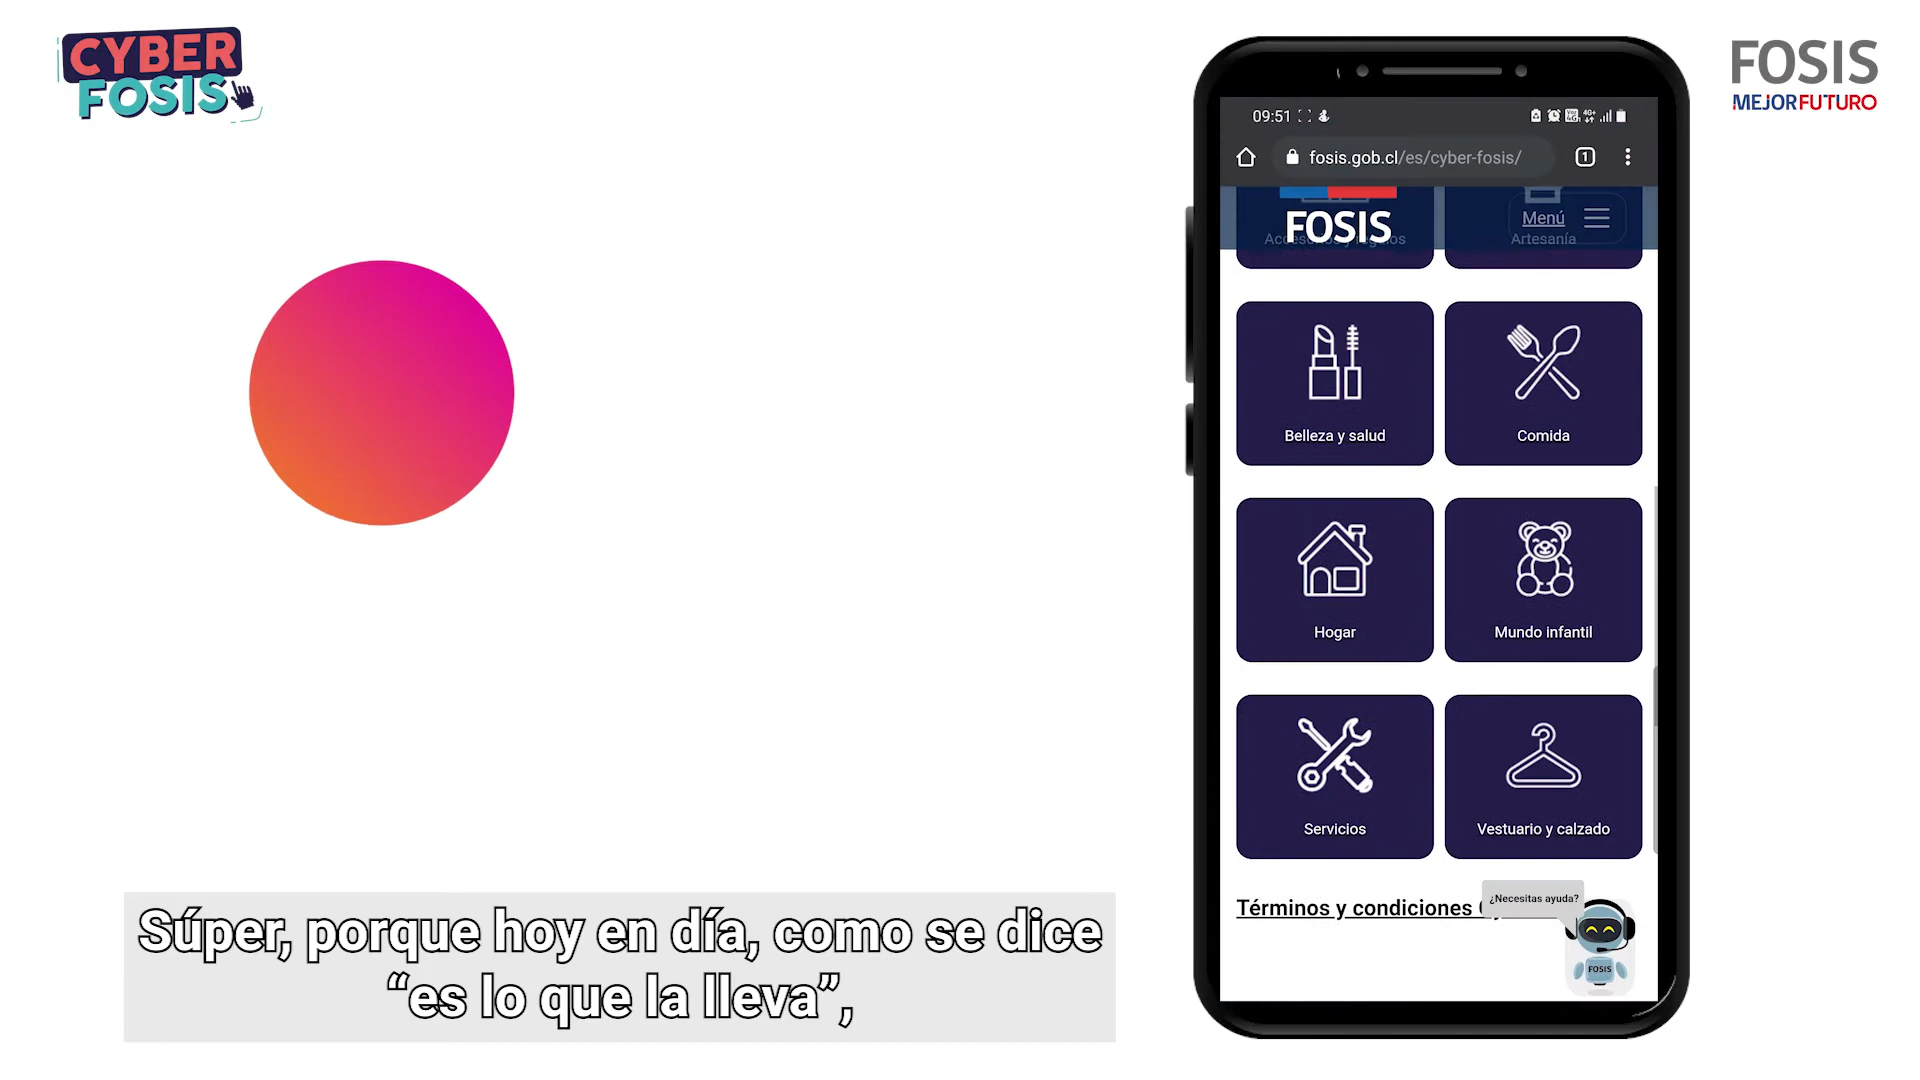 CYBER
FOSIS
FOSIS
MEJORFUTURO
09:51
4G+
fosis.gob.cl/es/cyber-fosis/
1
FOSIS
Menú
Artesanía
Belleza y salud
Comida
Hogar
Mundo infantil
Servicios
Vestuario y calzado
Términos y condiciones
¿Necesitas ayuda?
FOSIS
Súper, porque hoy en día, como se dice
“es lo que la lleva”,